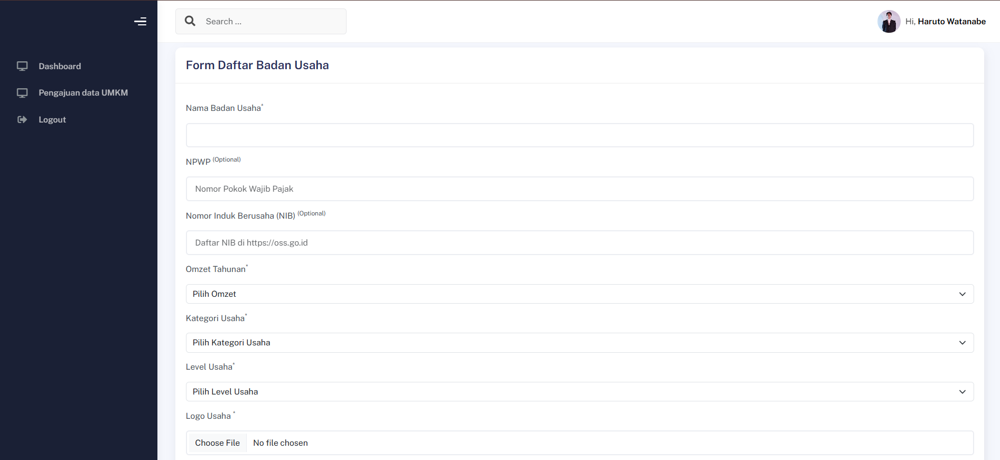 Search ...
Hi, Haruto Watanabe
Dashboard
Pengajuan data UMKM
Logout
Form Daftar Badan Usaha
Nama Badan Usaha*
NPWP (Optional)
Nomor Pokok Wajib Pajak
Nomor Induk Berusaha (NIB) (Optional)
Daftar NIB di https://oss.go.id
Omzet Tahunan*
Pilih Omzet
Kategori Usaha*
Pilih Kategori Usaha
Level Usaha*
Pilih Level Usaha
Logo Usaha *
Choose File No file chosen